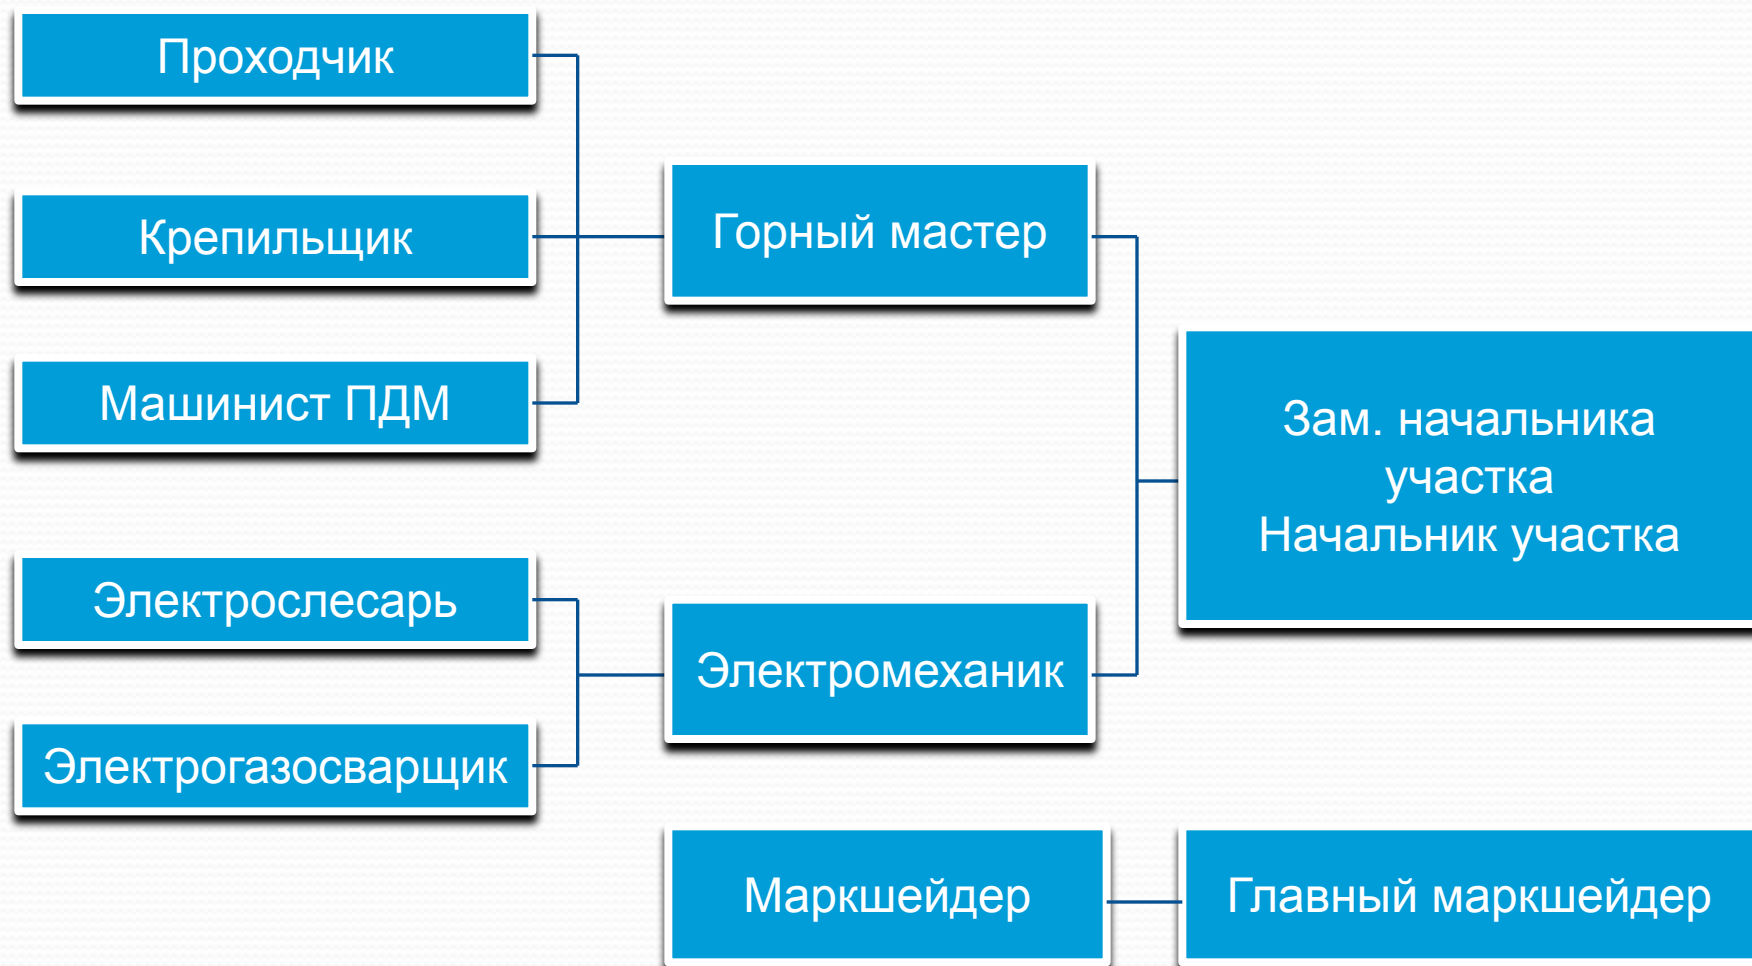 Проходчик
Крепильщик
Машинист ПДМ
Горный мастер
Электрослесарь
Электрогазосварщик
Электромеханик
Зам. начальника
участка
Начальник участка
Маркшейдер
Главный маркшейдер